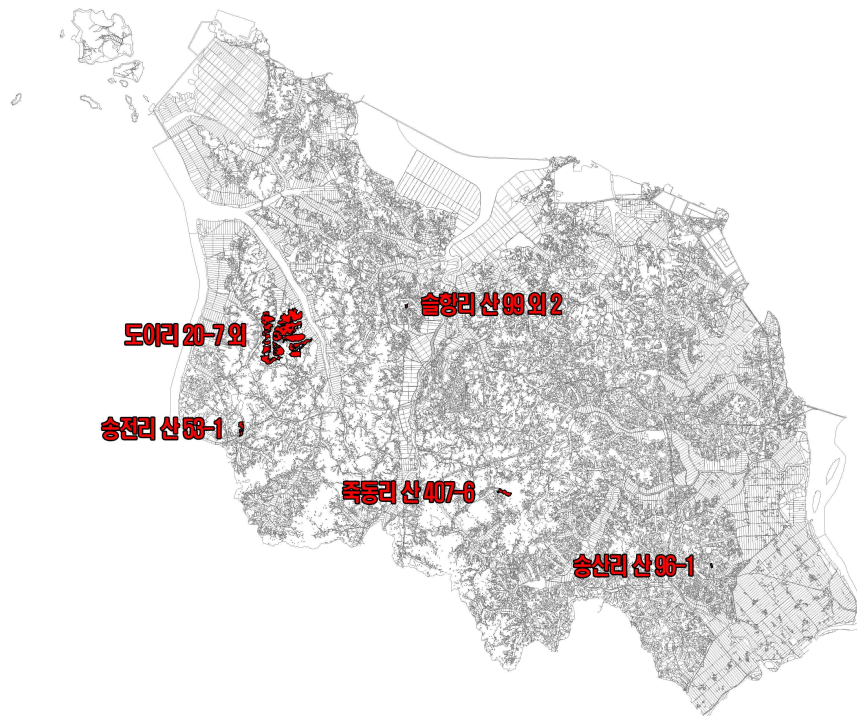 슬항리 산 99 외 2
도이리 20-7 외
송전리 산 53-1
죽동리 산 407-6
송산리 산 96-1